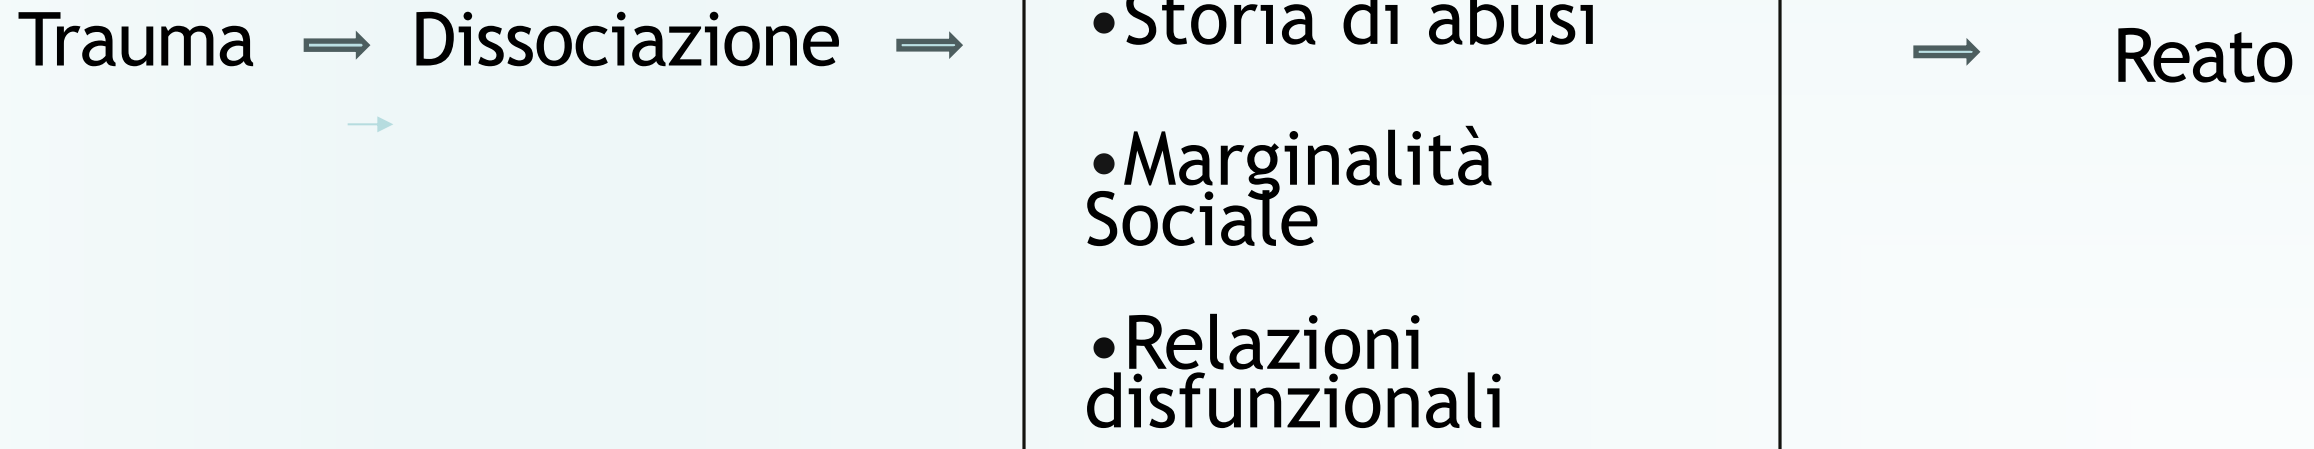 Trauma Dissociazione
•Storia di abusi
Reato
•Marginalità
Sociale
•Relazioni
disfunzionali